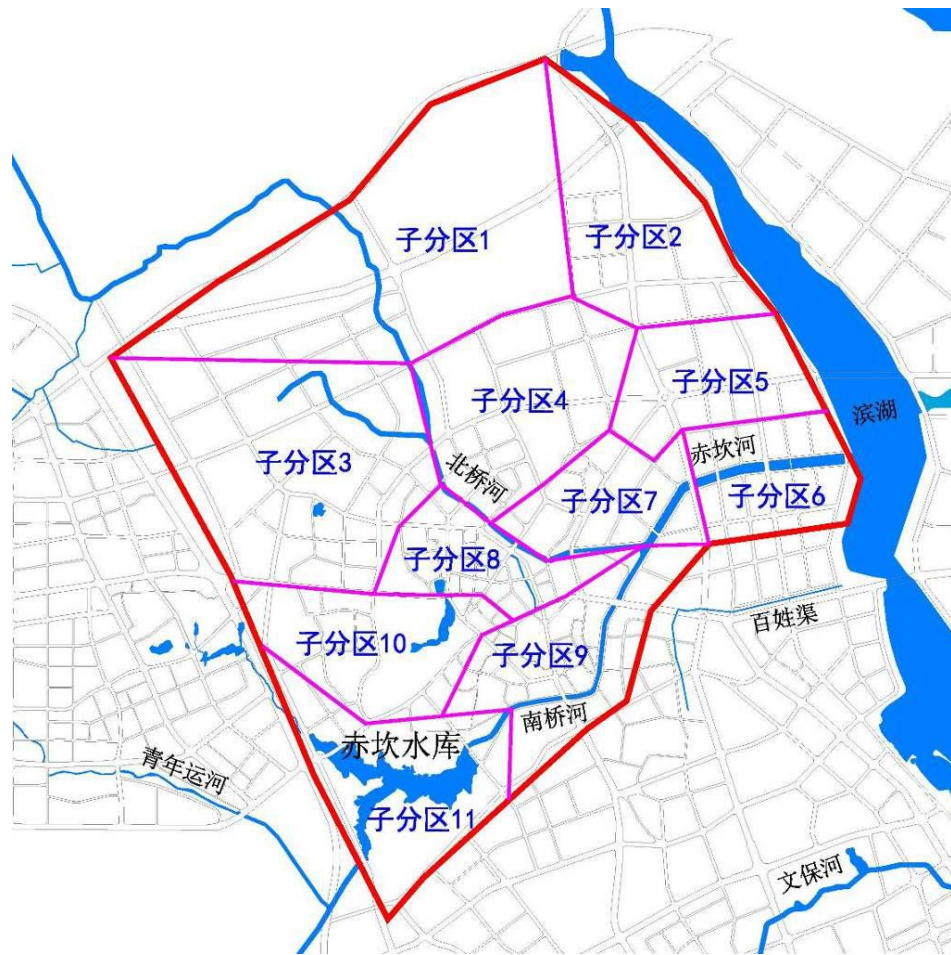 子分区1
子分区2
子分区5
子分区4
滨湖
赤坎河
子分区3
北桥河
子分区7
子分区6
子分区8
百姓渠
子分区10
子分区9
南桥河
赤坎水库
青年运河
子分区11
文保河